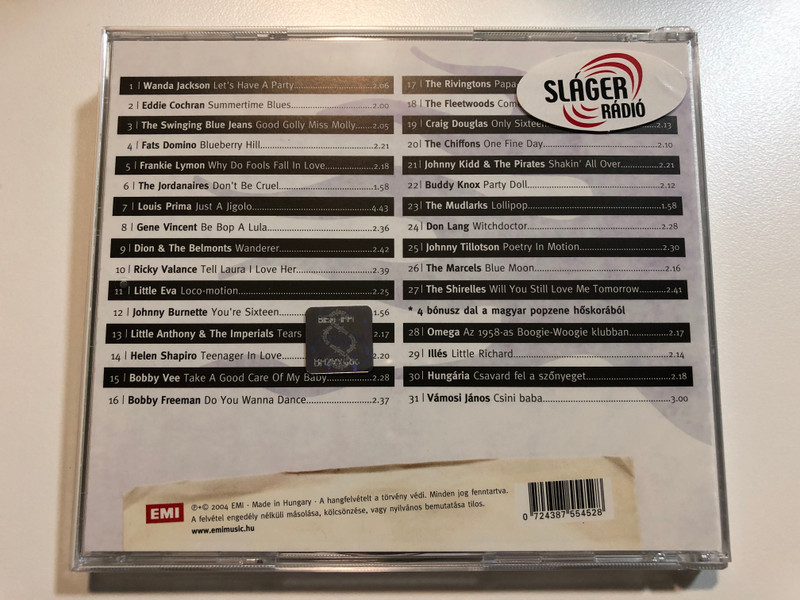 1 | Wanda Jackson Let's Have A Party 2.06
2 | Eddie Cochran Summertime Blues 2.00
3 | The Swinging Blue Jeans Good Golly Miss Molly 2.05
4 | Fats Domino Blueberry Hill 2.21
5 | Frankie Lymon Why Do Fools Fall In Love 2.18
6 | The Jordanaires Don't Be Cruel 1.58
7 | Louis Prima Just A Jigolo 4.43
8 | Gene Vincent Be Bop A Lula 2.36
9 | Dion & The Belmonts Wanderer 2.42
10 | Ricky Valance Tell Laura I Love Her 2.39
11 | Little Eva Loco-motion 2.25
12 | Johnny Burnette You're Sixteen 1.56
13 | Little Anthony & The Imperials Tears 2.17
14 | Helen Shapiro Teenager In Love 2.20
15 | Bobby Vee Take A Good Care Of My Baby 2.28
16 | Bobby Freeman Do You Wanna Dance 2.37
17 | The Rivingtons Papa
18 | The Fleetwoods Com
19 | Craig Douglas Only Sixteen 2.13
20 | The Chiffons One Fine Day 2.10
21 | Johnny Kidd & The Pirates Shakin' All Over 2.21
22 | Buddy Knox Party Doll 2.12
23 | The Mudlarks Lollipop 1.58
24 | Don Lang Witchdoctor 2.28
25 | Johnny Tillotson Poetry In Motion 2.30
26 | The Marcels Blue Moon 2.16
27 | The Shirelles Will You Still Love Me Tomorrow 2.41
* 4 bónusz dal a magyar popzene hőskorából
28 | Omega Az 1958-as Boogie-Woogie klubban 2.17
29 | Illés Little Richard 2.14
30 | Hungária Csavard fel a szőnyeget 2.18
31 | Vámosi János Csini baba 3.00
SLÁGER
RÁDIÓ
EMI
℗+© 2004 EMI · Made in Hungary · A hangfelvételt a törvény védi. Minden jog fenntartva.
A felvétel engedély nélküli másolása, kölcsönzése, vagy nyilvános bemutatása tilos.
www.emimusic.hu
0 724387 554528